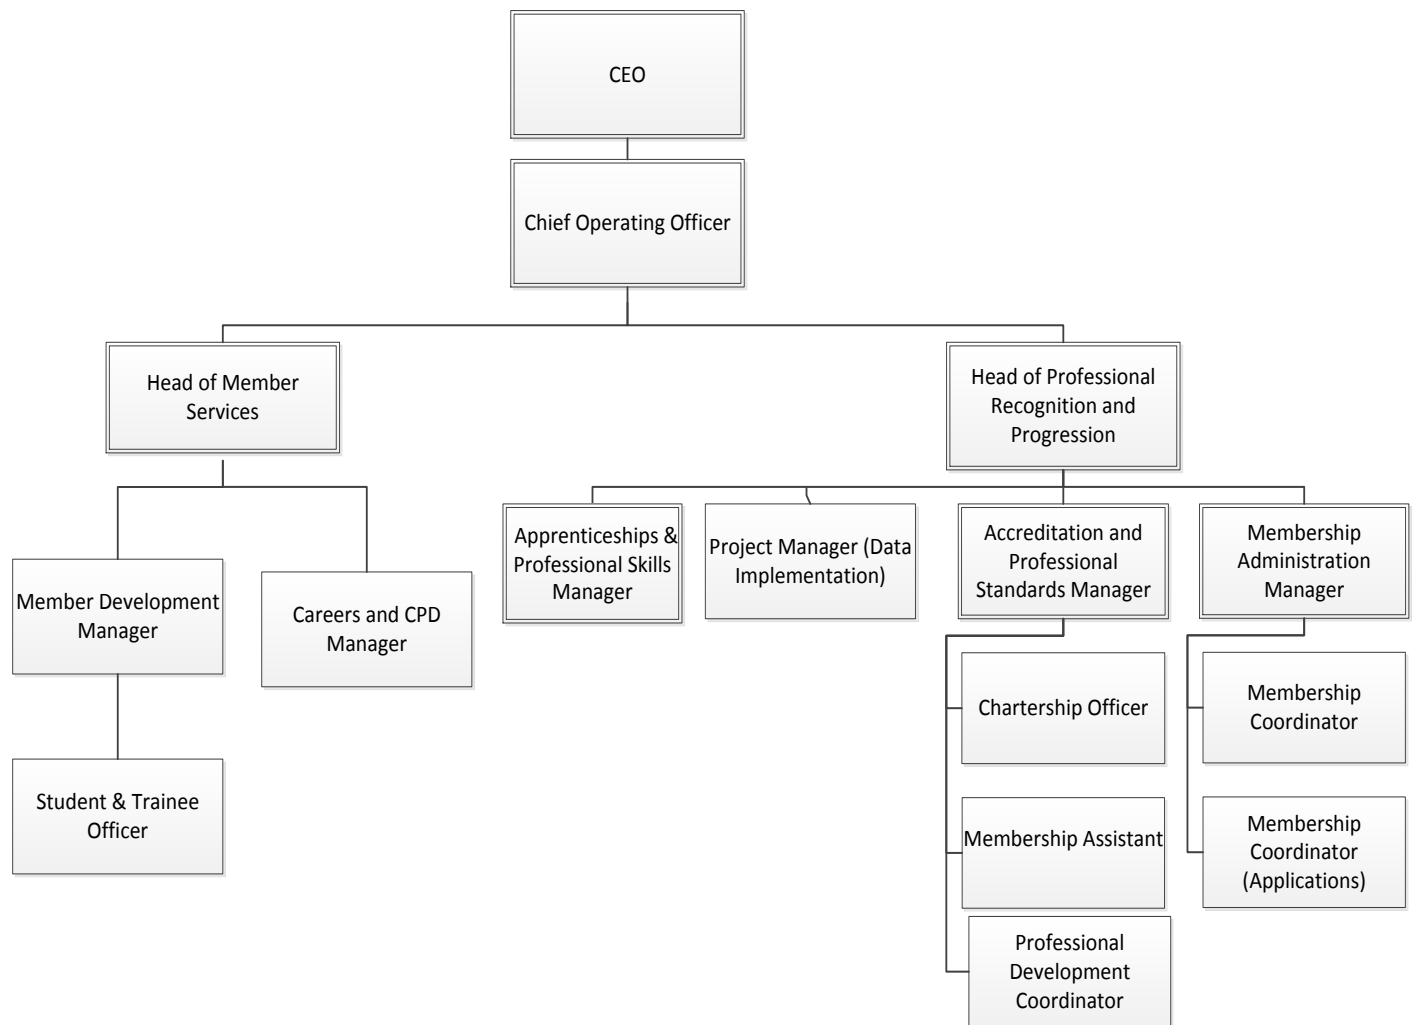 CEO
Chief Operating Officer
Head of Member
Services
Head of Professional
Recognition and
Progression
Member Development
Manager
Careers and CPD
Manager
Student & Trainee
Officer
Apprenticeships &
Professional Skills
Manager
Project Manager (Data
Implementation)
Accreditation and
Professional
Standards Manager
Membership
Administration
Manager
Chartership Officer
Membership Assistant
Professional
Development
Coordinator
Membership
Coordinator
Membership
Coordinator
(Applications)